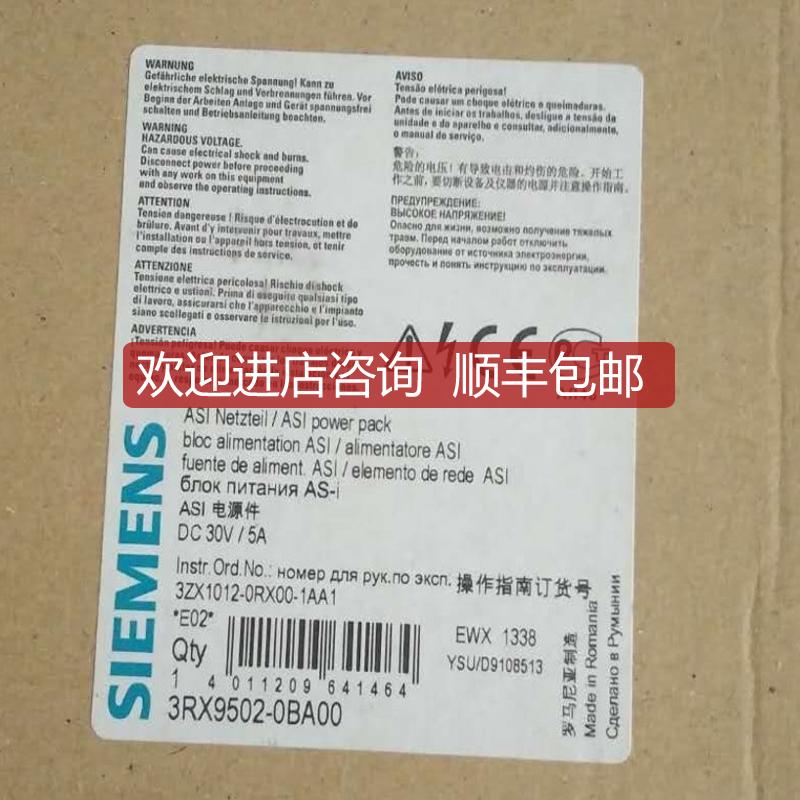 WARNUNG
Gefährliche elektrische Spannung! Kann zu
elektrischem Schlag und Verbrennungen führen. Vor
Beginn der Arbeiten Anlage und Gerät spannungsfrei
schalten und Betriebsanleitung beachten.
WARNING
HAZARDOUS VOLTAGE.
Can cause electrical shock and burns.
Disconnect power before proceeding
with any work on this equipment
and observe the operating instructions.
ATTENTION
Tension dangereuse ! Risque d'électrocution et de
brûlure. Avant d'y intervenir pour travaux, mettre
l'installation ou l'appareil hors tension, et tenir
compte des instructions de service.
ATTENZIONE
Tensione elettrica pericolosa! Rischio di shock
elettrico e ustioni. Prima di eseguite qualsiasi tipo
di lavoro, assicurarsi che l'apparecchio e l'impianto
siano scollegati e osservare le istruzioni per l'uso.
ADVERTENCIA
¡Tensión peligrosa! Puede causar choque eléctrico y
AVISO
Tensão elétrica perigosa!
Pode causar um choque elétrico e queimaduras.
Antes de iniciar os trabalhos, desligue a tensão da
unidade e do aparelho e consultar, adicionalmente,
o manual do serviço.
警告:
危险的电压! 有导致电击和灼伤的危险。开始工
作之前,要切断设备及仪器的电源并注意操作指南。
ПРЕДУПРЕЖДЕНИЕ:
ВЫСОКОЕ НАПРЯЖЕНИЕ!
Опасно для жизни, возможно получение тяжелых
травм. Перед началом работ отключить
оборудование от источника электроэнергии,
прочесть и понять инструкцию по эксплуатации.
CE
欢迎进店咨询 顺丰包邮
SIEMENS
ASI Netzteil / ASI power pack
bloc alimentation ASI / alimentatore ASI
fuente de aliment. ASI / elemento de rede ASI
блок питания AS-i
ASI 电源件
DC 30V / 5A
Instr.Ord.No.: номер для рук.по эксп. 操作指南订货号
3ZX1012-0RX00-1AA1
*E02*
Qty
1
4 011209 641464
EWX 1338
YSU/D9108513
3RX9502-0BA00
罗马尼亚制造
Made in Romania
Сделано в Румынии